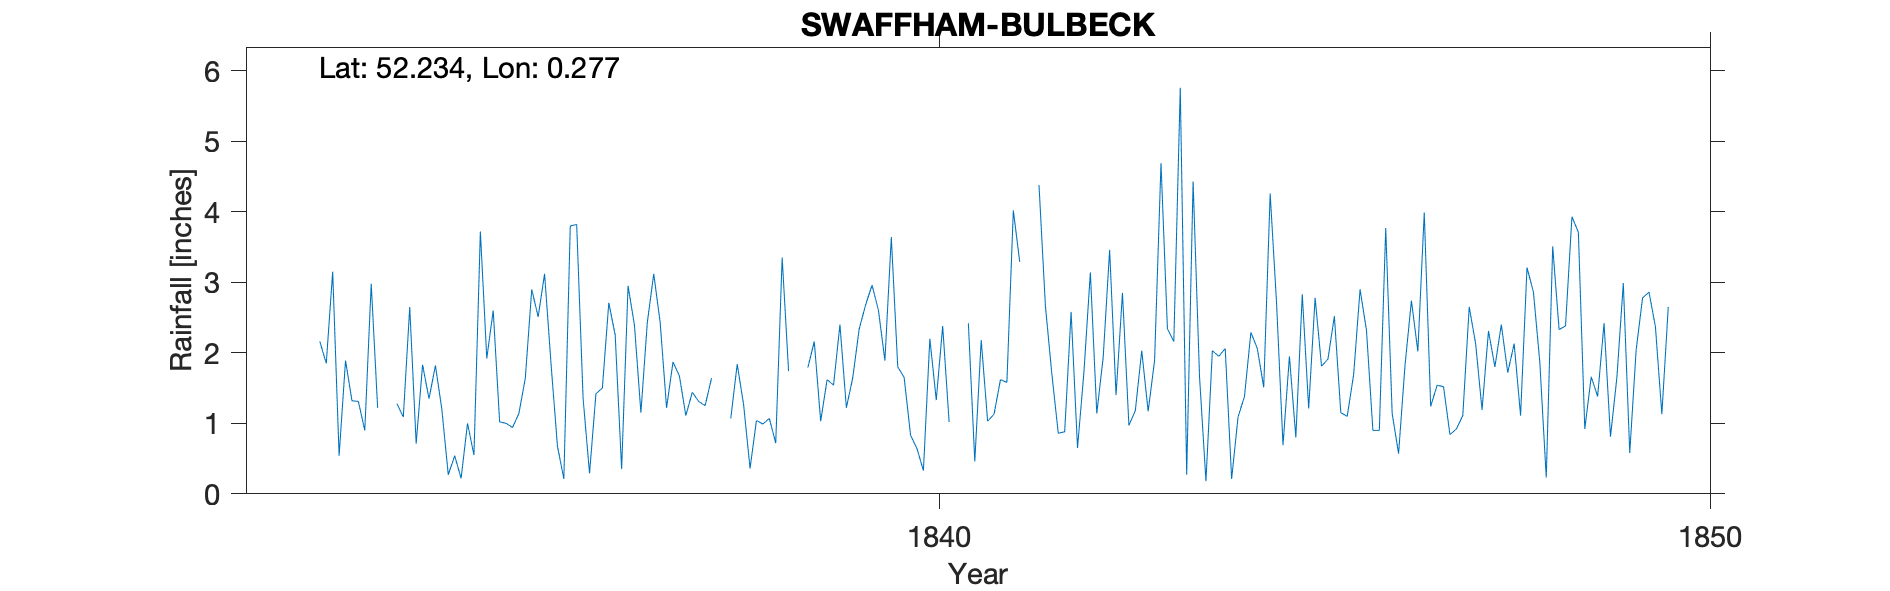 SWAFFHAM-BULBECK
Lat: 52.234, Lon: 0.277
6
5
4
3
2
1
0
Rainfall [inches]
1840
1850
Year